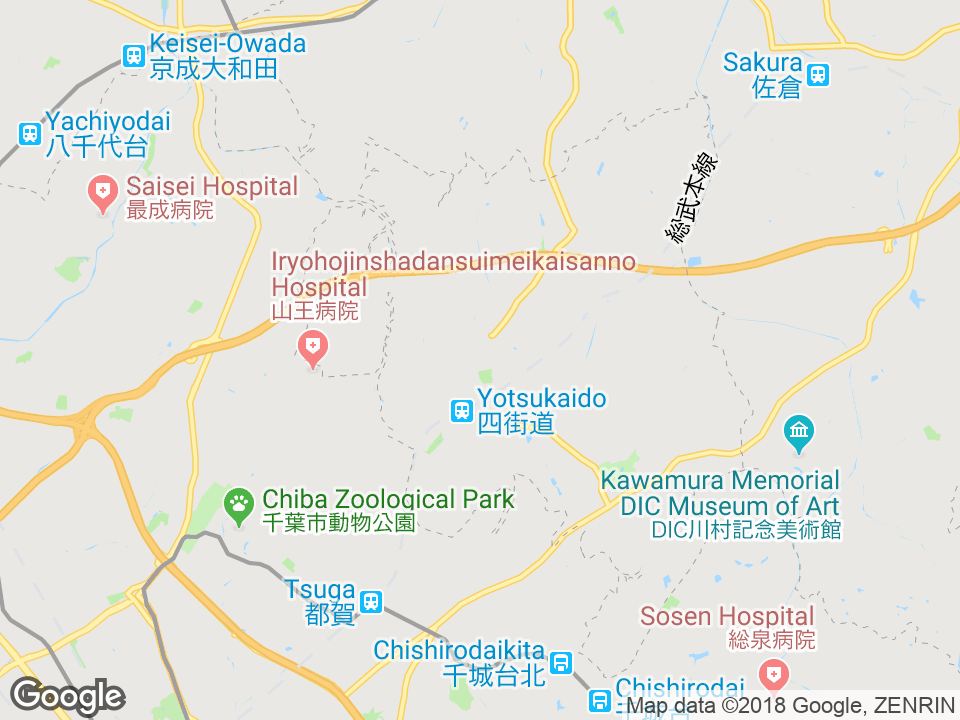 Keisei-Owada
京成大和田
Sakura
佐倉
Yachiyodai
八千代台
総武本線
Saisei Hospital
最成病院
Iryohojinshadansuimeikaisanno
Hospital
山王病院
Yotsukaido
四街道
Kawamura Memorial
DIC Museum of Art
DIC川村記念美術館
Chiba Zoological Park
千葉市動物公園
Tsuga
都賀
Sosen Hospital
総泉病院
Chishirodaikita
千城台北
Chishirodai
千城台
Google
Map data ©2018 Google, ZENRIN